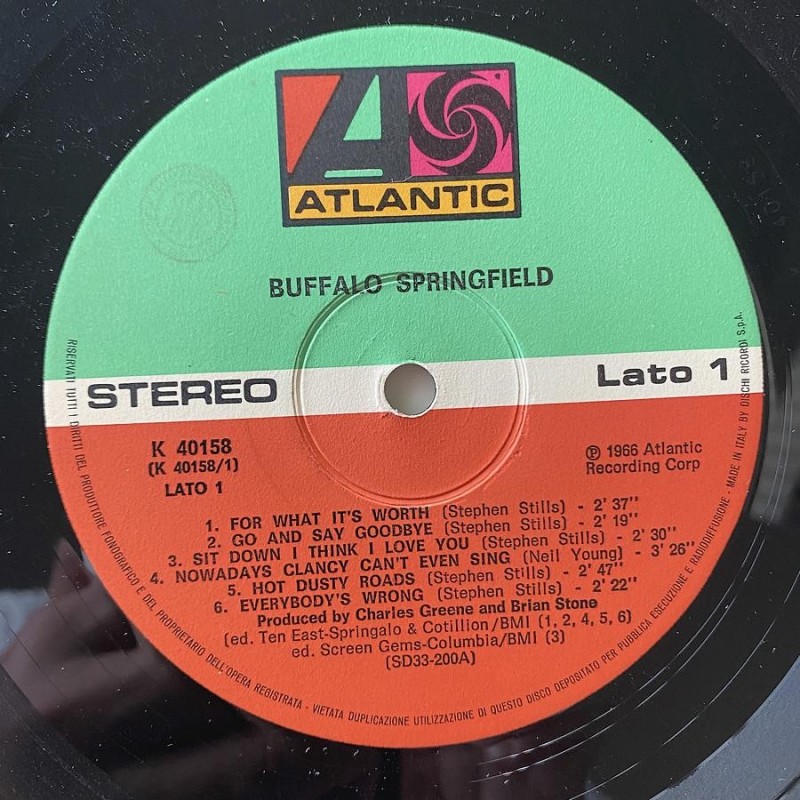 ATLANTIC
BUFFALO SPRINGFIELD
STEREO
Lato 1
K 40158
(K 40158/1)
LATO 1
℗ 1966 Atlantic
Recording Corp
1. FOR WHAT IT'S WORTH (Stephen Stills) - 2' 37''
2. GO AND SAY GOODBYE (Stephen Stills) - 2' 19''
3. SIT DOWN I THINK I LOVE YOU (Stephen Stills) - 2' 30''
4. NOWADAYS CLANCY CAN'T EVEN SING (Neil Young) - 3' 26''
5. HOT DUSTY ROADS (Stephen Stills) - 2' 47''
6. EVERYBODY'S WRONG (Stephen Stills) - 2' 22''
Produced by Charles Greene and Brian Stone
(ed. Ten East-Springalo & Cotillion/BMI (1, 2, 4, 5, 6)
ed. Screen Gems-Columbia/BMI (3)
(SD33-200A)
RISERVATI TUTTI I DIRITTI DEL PRODUTTORE FONOGRAFICO E DEL PROPRIETARIO DELL'OPERA REGISTRATA - VIETATA DUPLICAZIONE UTILIZZAZIONE DI QUESTO DISCO DEPOSITATO PER PUBBLICA ESECUZIONE E RADIODIFFUSIONE - MADE IN ITALY BY DISCHI RICORDI S.p.A.